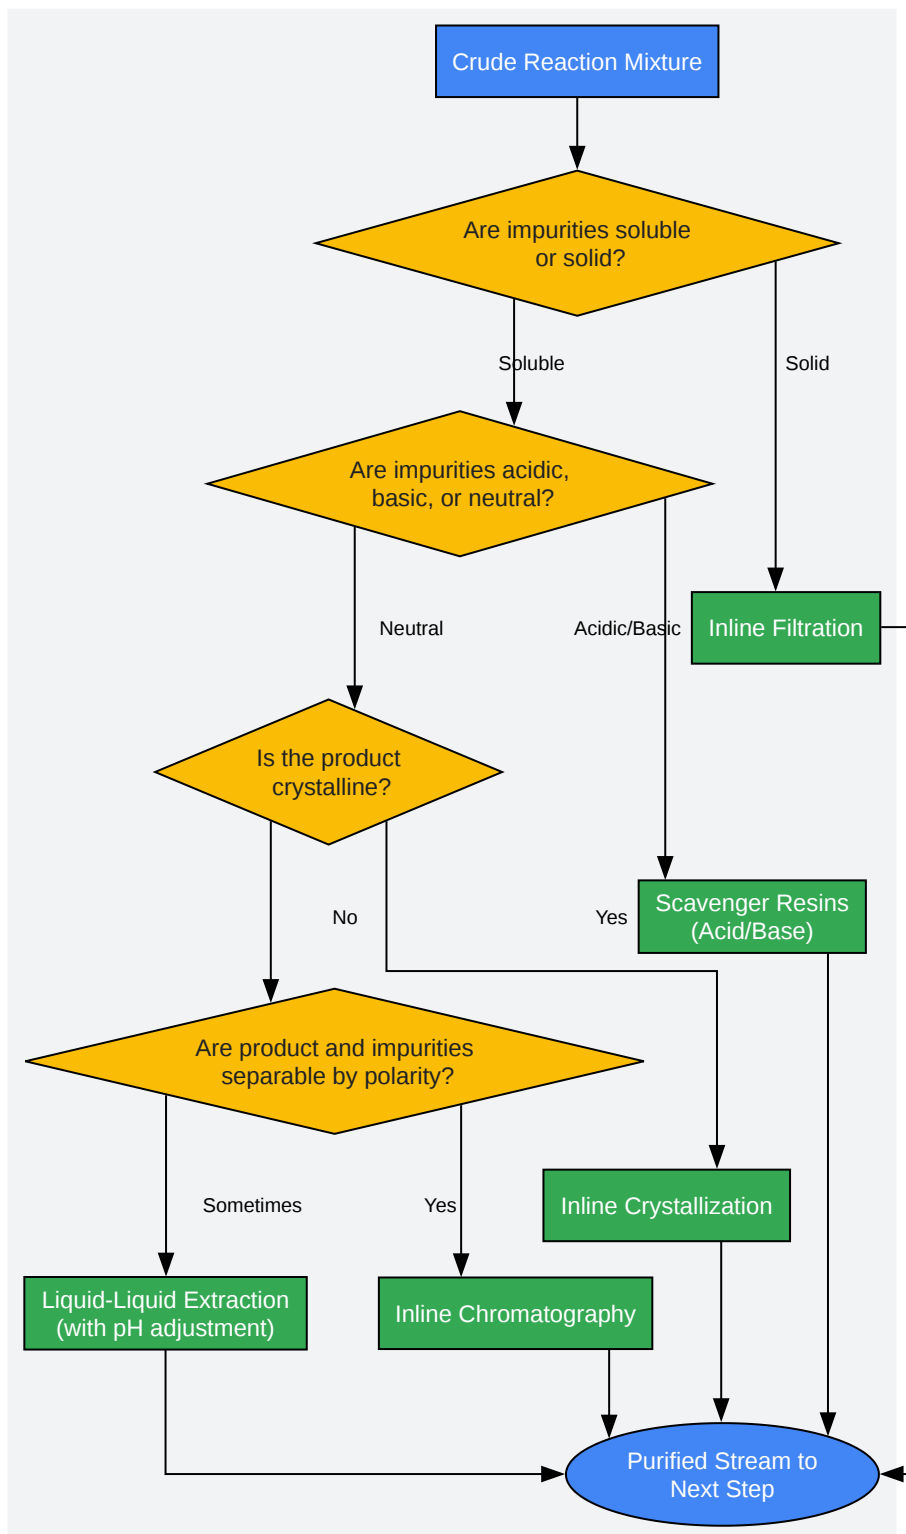 Crude Reaction Mixture
Are impurities soluble
or solid?
Soluble
Solid
Are impurities acidic,
basic, or neutral?
Neutral
Acidic/Basic
Inline Filtration
Is the product
crystalline?
No
Yes
Scavenger Resins
(Acid/Base)
Are product and impurities
separable by polarity?
Sometimes
Yes
Inline Crystallization
Liquid-Liquid Extraction
(with pH adjustment)
Inline Chromatography
Purified Stream to
Next Step